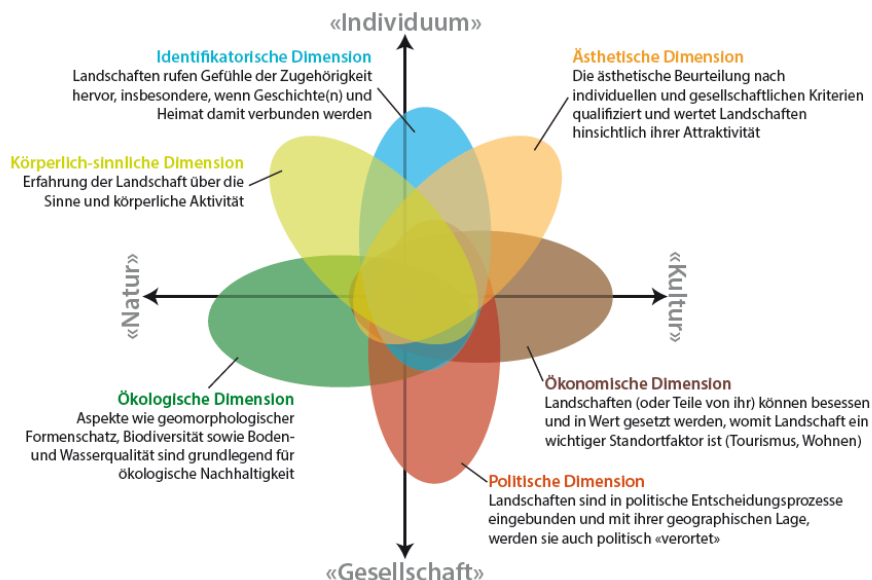 «Individuum»
Identifikatorische Dimension
Landschaften rufen Gefühle der Zugehörigkeit
hervor, insbesondere, wenn Geschichte(n) und
Heimat damit verbunden werden
Ästhetische Dimension
Die ästhetische Beurteilung nach
individuellen und gesellschaftlichen Kriterien
qualifiziert und wertet Landschaften
hinsichtlich ihrer Attraktivität
Körperlich-sinnliche Dimension
Erfahrung der Landschaft über die
Sinne und körperliche Aktivität
«Natur»
«Kultur»
Ökologische Dimension
Aspekte wie geomorphologischer
Formenschatz, Biodiversität sowie Boden-
und Wasserqualität sind grundlegend für
ökologische Nachhaltigkeit
Ökonomische Dimension
Landschaften (oder Teile von ihr) können besessen
und in Wert gesetzt werden, womit Landschaft ein
wichtiger Standortfaktor ist (Tourismus, Wohnen)
Politische Dimension
Landschaften sind in politische Entscheidungsprozesse
eingebunden und mit ihrer geographischen Lage,
werden sie auch politisch «verortet»
«Gesellschaft»